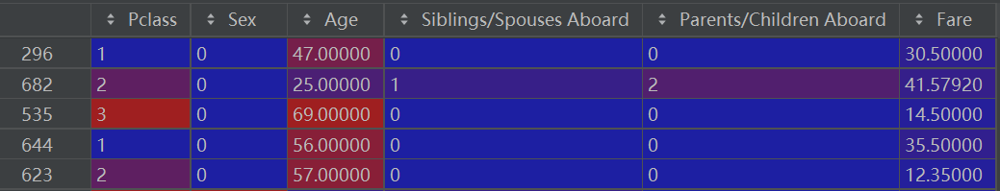 Pclass Sex Age Siblings/Spouses Aboard Parents/Children Aboard Fare
296 1 0 47.00000 0 0 30.50000
682 2 0 25.00000 1 2 41.57920
535 3 0 69.00000 0 0 14.50000
644 1 0 56.00000 0 0 35.50000
623 2 0 57.00000 0 0 12.35000